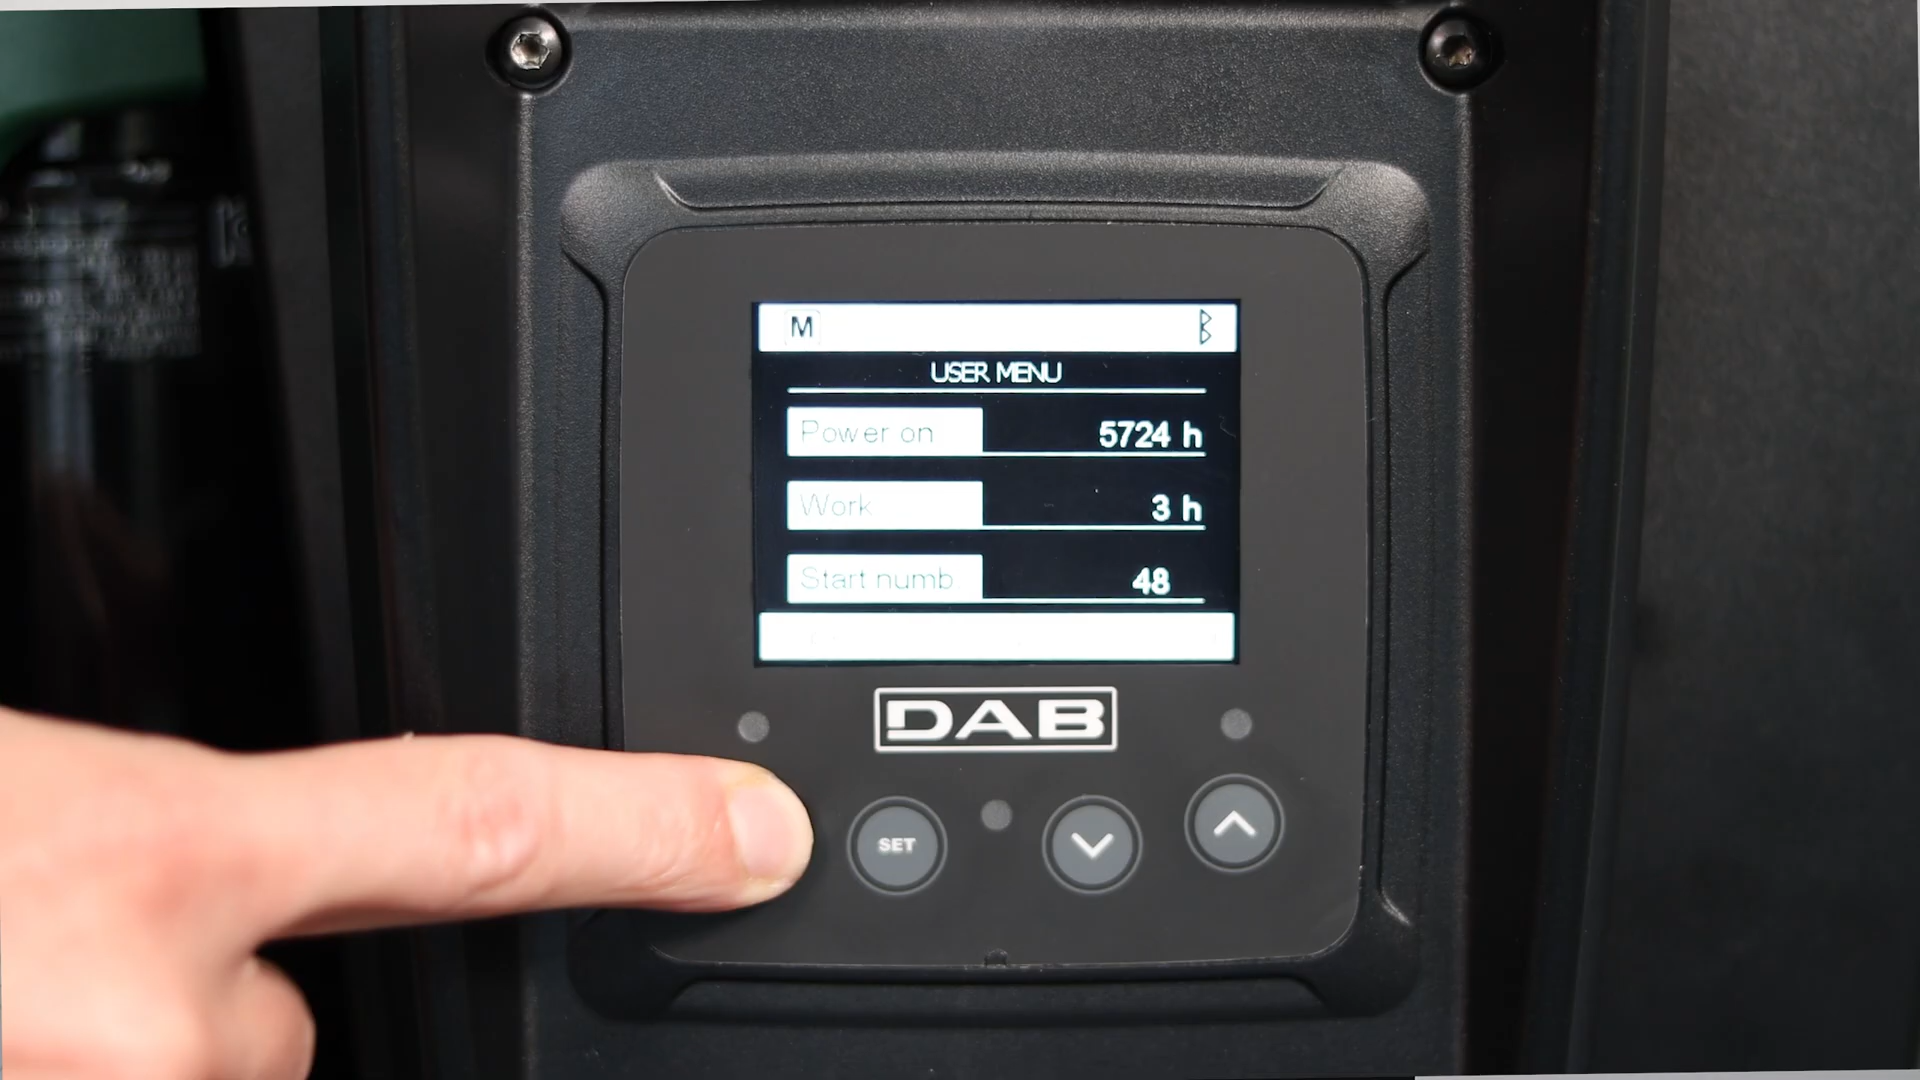 M
USER MENU
Power on 5724 h
Work 3 h
Start numb 48
DAB
SET